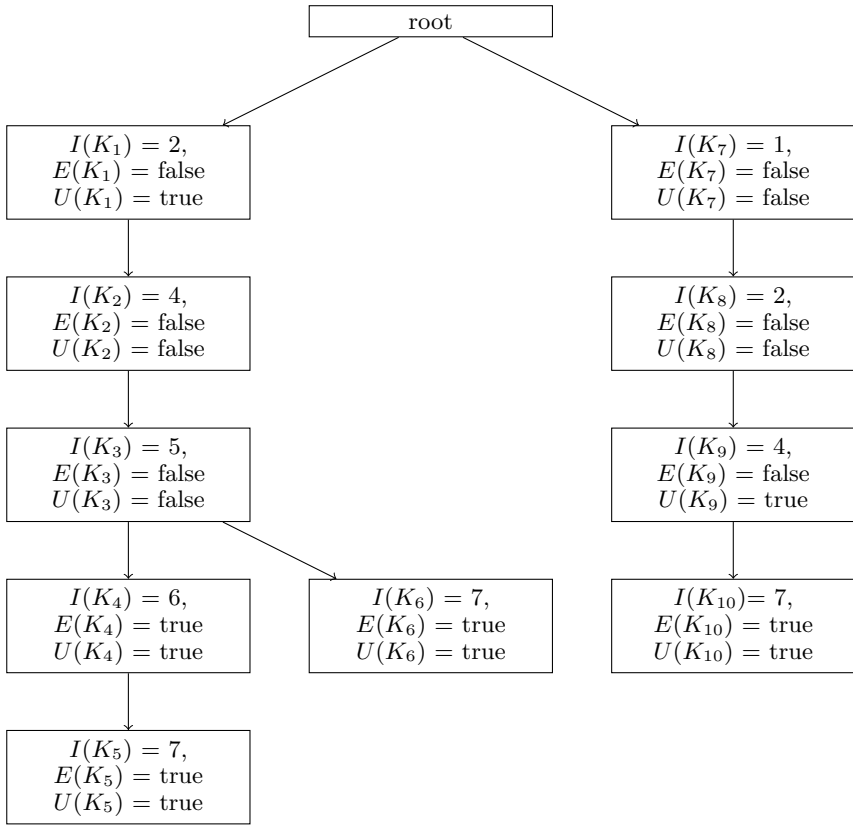 root
I(K₁) = 2,
E(K₁) = false
U(K₁) = true
I(K₇) = 1,
E(K₇) = false
U(K₇) = false
I(K₂) = 4,
E(K₂) = false
U(K₂) = false
I(K₈) = 2,
E(K₈) = false
U(K₈) = false
I(K₃) = 5,
E(K₃) = false
U(K₃) = false
I(K₉) = 4,
E(K₉) = false
U(K₉) = true
I(K₄) = 6,
E(K₄) = true
U(K₄) = true
I(K₆) = 7,
E(K₆) = true
U(K₆) = true
I(K₁₀)= 7,
E(K₁₀) = true
U(K₁₀) = true
I(K₅) = 7,
E(K₅) = true
U(K₅) = true